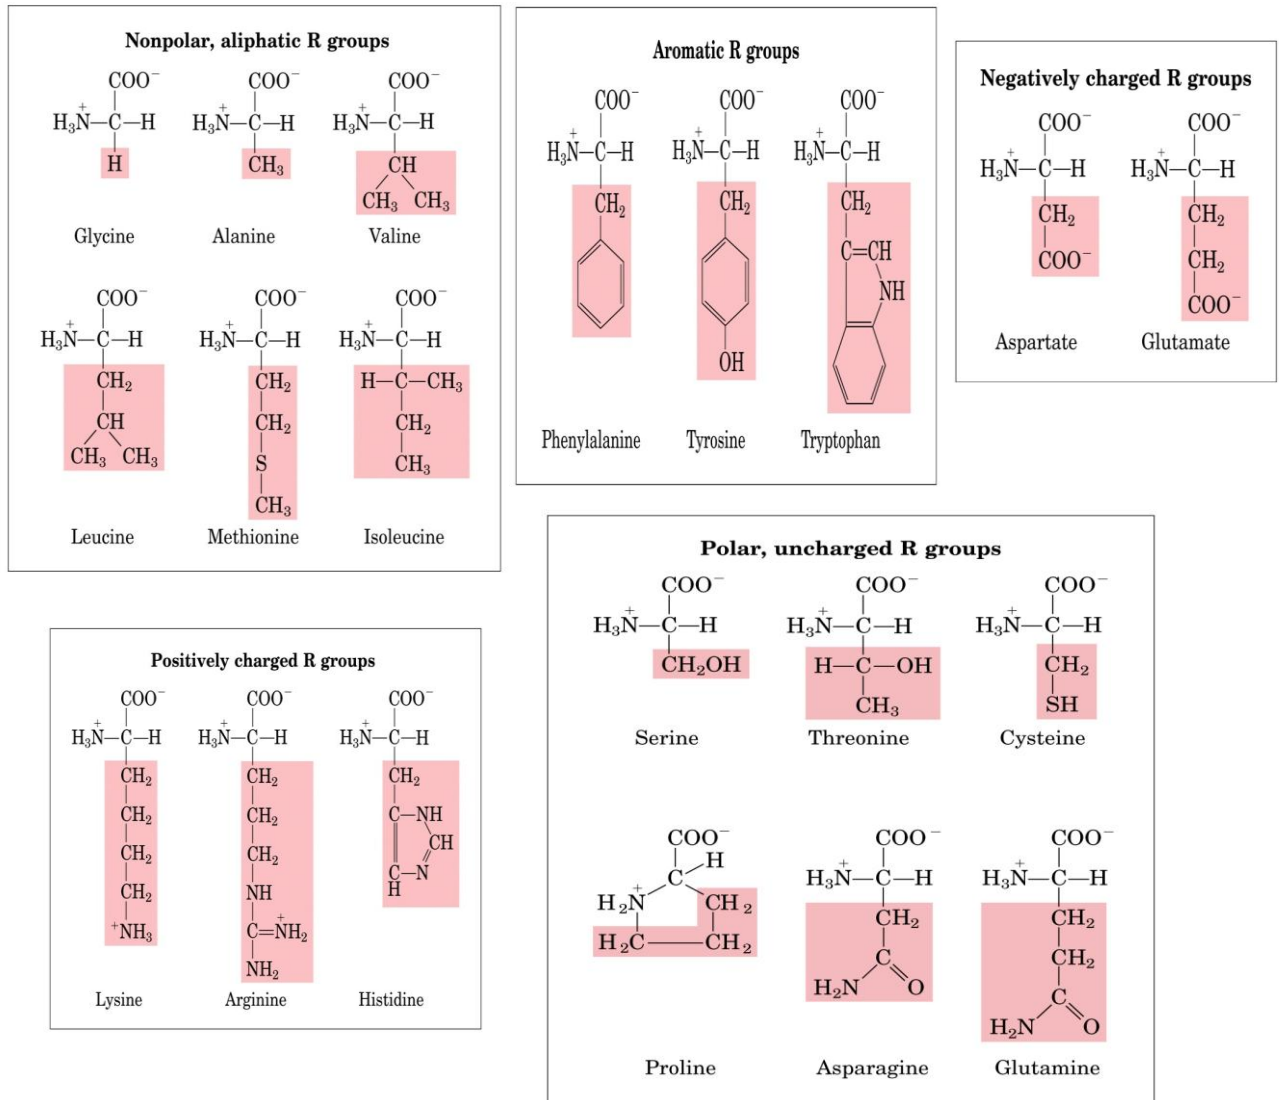 Nonpolar, aliphatic R groups
COO⁻ COO⁻ COO⁻
H₃N⁺—C—H H₃N⁺—C—H H₃N⁺—C—H
H CH₃ CH
CH₃ CH₃
Glycine Alanine Valine
COO⁻ COO⁻ COO⁻
H₃N⁺—C—H H₃N⁺—C—H H₃N⁺—C—H
CH₂ CH₂ H—C—CH₃
CH CH₂ CH₂
CH₃ CH₃ S CH₃
CH₃
Leucine Methionine Isoleucine
Aromatic R groups
COO⁻ COO⁻ COO⁻
H₃N⁺—C—H H₃N⁺—C—H H₃N⁺—C—H
CH₂ CH₂ CH₂
C=CH
NH
OH
Phenylalanine Tyrosine Tryptophan
Negatively charged R groups
COO⁻ COO⁻
H₃N⁺—C—H H₃N⁺—C—H
CH₂ CH₂
COO⁻ CH₂
COO⁻
Aspartate Glutamate
Positively charged R groups
COO⁻ COO⁻ COO⁻
H₃N⁺—C—H H₃N⁺—C—H H₃N⁺—C—H
CH₂ CH₂ CH₂
CH₂ CH₂ C—NH
CH₂ CH₂ CH
CH₂ NH C—N
H
⁺NH₃ C=NH₂⁺
NH₂
Lysine Arginine Histidine
Polar, uncharged R groups
COO⁻ COO⁻ COO⁻
H₃N⁺—C—H H₃N⁺—C—H H₃N⁺—C—H
CH₂OH H—C—OH CH₂
CH₃ SH
Serine Threonine Cysteine
COO⁻ COO⁻ COO⁻
H
C H₃N⁺—C—H H₃N⁺—C—H
H₂N⁺ CH₂ CH₂ CH₂
H₂C CH₂ C CH₂
H₂N O C
H₂N O
Proline Asparagine Glutamine